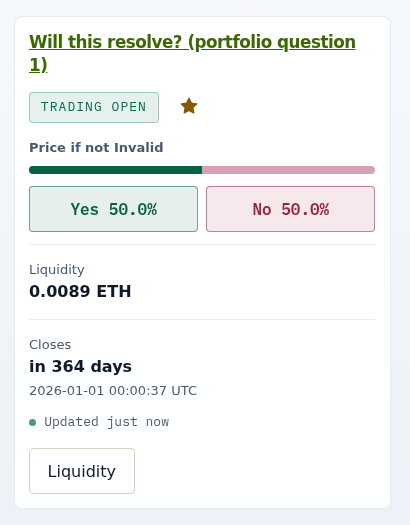 Will this resolve? (portfolio question
1)
TRADING OPEN
Price if not Invalid
Yes 50.0%
No 50.0%
Liquidity
0.0089 ETH
Closes
in 364 days
2026-01-01 00:00:37 UTC
Updated just now
Liquidity